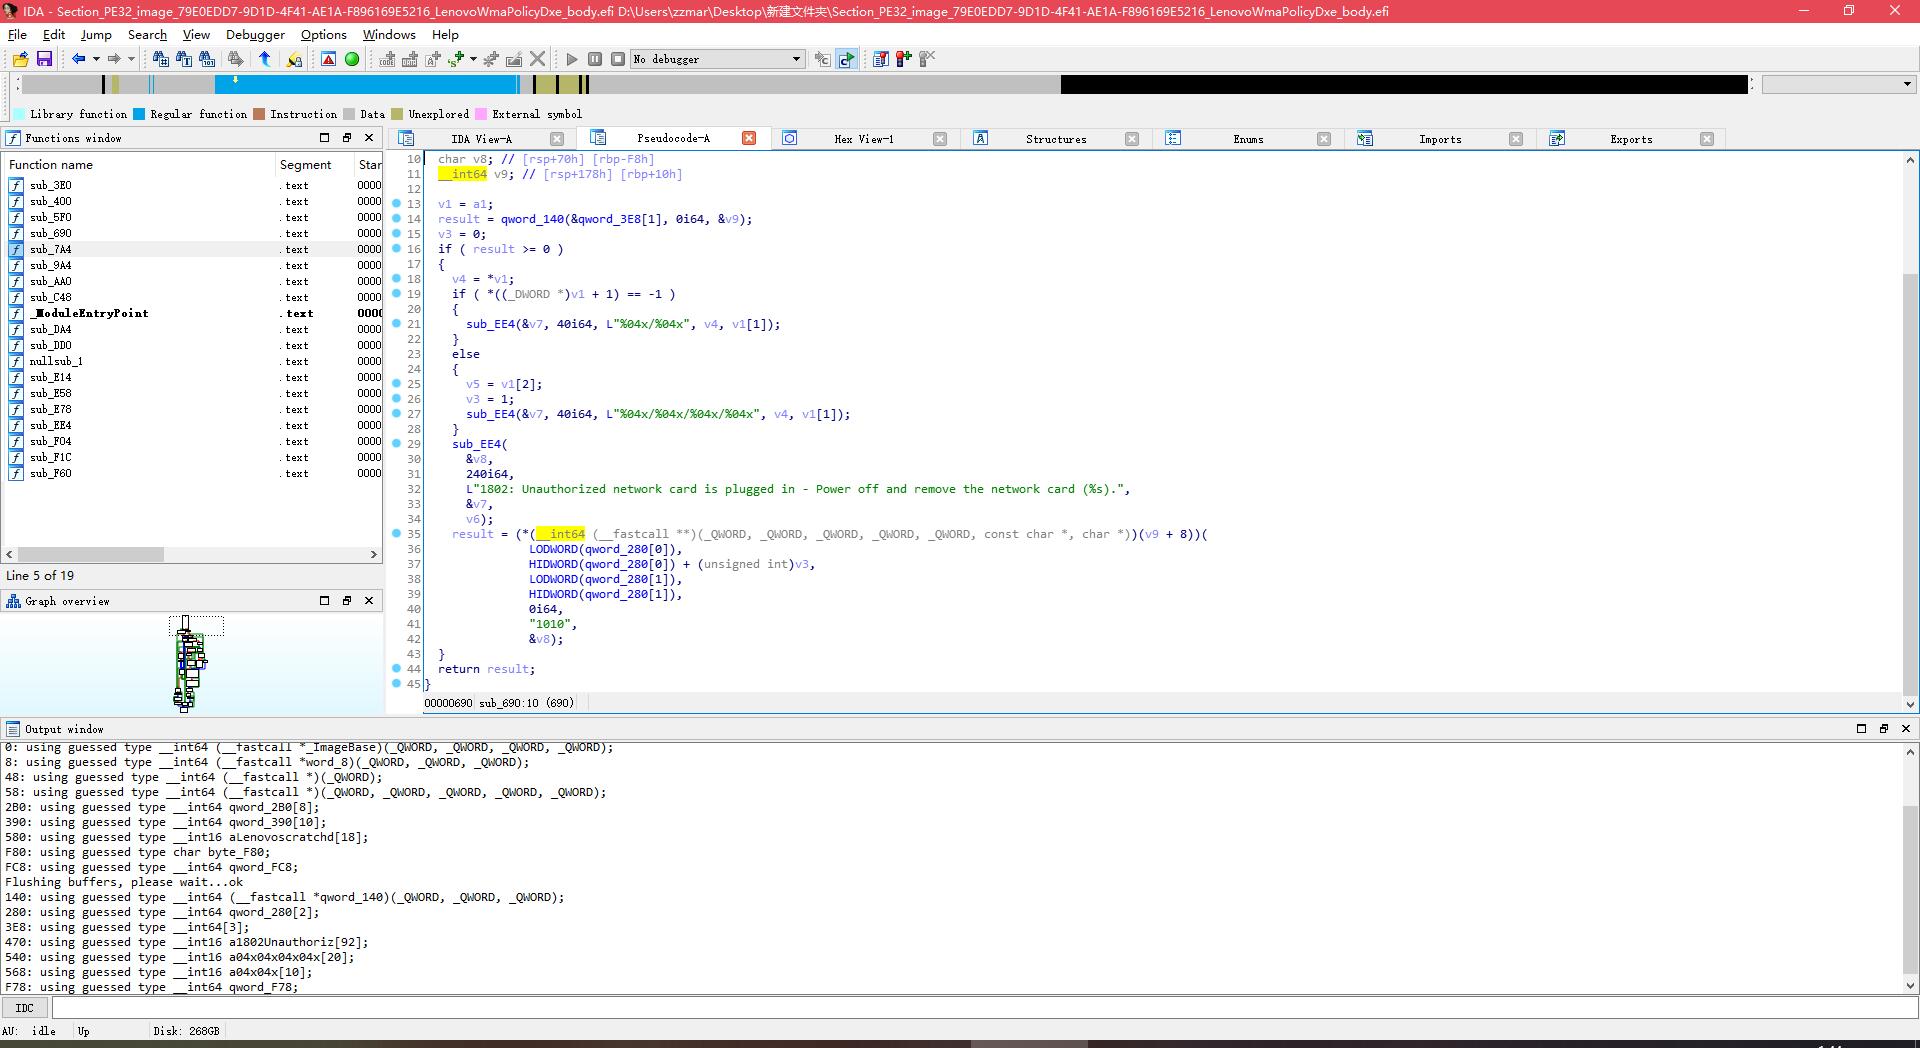 IDA - Section_PE32_image_79E0EDD7-9D1D-4F41-AE1A-F896169E5216_LenovoWmaPolicyDxe_body.efi D:\Users\zzmar\Desktop\新建文件夹\Section_PE32_image_79E0EDD7-9D1D-4F41-AE1A-F896169E5216_LenovoWmaPolicyDxe_body.efi
File Edit Jump Search View Debugger Options Windows Help
No debugger
Library function Regular function Instruction Data Unexplored External symbol
Functions window
IDA View-A Pseudocode-A Hex View-1 Structures Enums Imports Exports
Function name Segment Star
sub_3E0 .text 0000
sub_400 .text 0000
sub_5F0 .text 0000
sub_690 .text 0000
sub_7A4 .text 0000
sub_9A4 .text 0000
sub_AA0 .text 0000
sub_C48 .text 0000
_ModuleEntryPoint .text 0000
sub_DA4 .text 0000
sub_DD0 .text 0000
nullsub_1 .text 0000
sub_E14 .text 0000
sub_E58 .text 0000
sub_E78 .text 0000
sub_EE4 .text 0000
sub_F04 .text 0000
sub_F1C .text 0000
sub_F60 .text 0000
Line 5 of 19
Graph overview
10 char v8; // [rsp+70h] [rbp-F8h]
11 __int64 v9; // [rsp+178h] [rbp+10h]
12
13 v1 = a1;
14 result = qword_140(&qword_3E8[1], 0i64, &v9);
15 v3 = 0;
16 if ( result >= 0 )
17 {
18 v4 = *v1;
19 if ( *((_DWORD *)v1 + 1) == -1 )
20 {
21 sub_EE4(&v7, 40i64, L"%04x/%04x", v4, v1[1]);
22 }
23 else
24 {
25 v5 = v1[2];
26 v3 = 1;
27 sub_EE4(&v7, 40i64, L"%04x/%04x/%04x/%04x", v4, v1[1]);
28 }
29 sub_EE4(
30 &v8,
31 240i64,
32 L"1802: Unauthorized network card is plugged in - Power off and remove the network card (%s).",
33 &v7,
34 v6);
35 result = (*(__int64 (__fastcall **)(_QWORD, _QWORD, _QWORD, _QWORD, _QWORD, const char *, char *))(v9 + 8))(
36 LODWORD(qword_280[0]),
37 HIDWORD(qword_280[0]) + (unsigned int)v3,
38 LODWORD(qword_280[1]),
39 HIDWORD(qword_280[1]),
40 0i64,
41 "1010",
42 &v8);
43 }
44 return result;
45 }
00000690 sub_690:10 (690)
Output window
0: using guessed type __int64 (__fastcall *_ImageBase)(_QWORD, _QWORD, _QWORD, _QWORD);
8: using guessed type __int64 (__fastcall *word_8)(_QWORD, _QWORD, _QWORD);
48: using guessed type __int64 (__fastcall *)(_QWORD);
58: using guessed type __int64 (__fastcall *)(_QWORD, _QWORD, _QWORD, _QWORD, _QWORD);
2B0: using guessed type __int64 qword_2B0[8];
390: using guessed type __int64 qword_390[10];
580: using guessed type __int16 aLenovoscratchd[18];
F80: using guessed type char byte_F80;
FC8: using guessed type __int64 qword_FC8;
Flushing buffers, please wait...ok
140: using guessed type __int64 (__fastcall *qword_140)(_QWORD, _QWORD, _QWORD);
280: using guessed type __int64 qword_280[2];
3E8: using guessed type __int64[3];
470: using guessed type __int16 a1802Unauthoriz[92];
540: using guessed type __int16 a04x04x04x04x[20];
568: using guessed type __int16 a04x04x[10];
F78: using guessed type __int64 qword_F78;
IDC
AU: idle Up Disk: 268GB